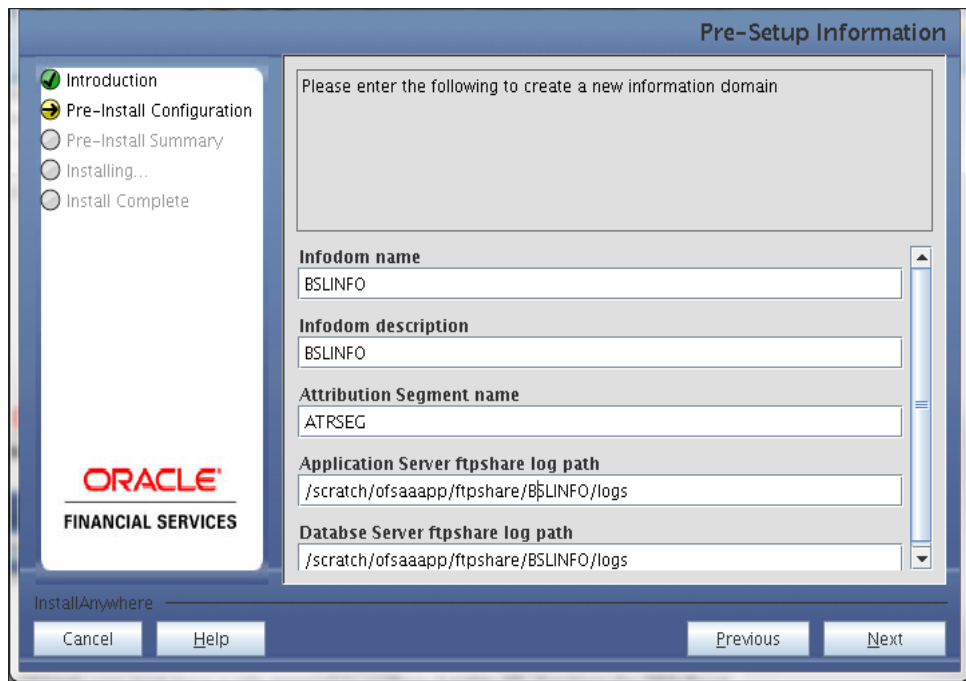 Pre-Setup Information
Introduction
Pre-Install Configuration
Pre-Install Summary
Installing...
Install Complete
ORACLE'
FINANCIAL SERVICES
Please enter the following to create a new information domain
Infodom name
BSLINFO
Infodom description
BSLINFO
Attribution Segment name
ATRSEG
Application Server ftpshare log path
/scratch/ofsaaapp/ftpshare/BSLINFO/logs
Databse Server ftpshare log path
/scratch/ofsaaapp/ftpshare/BSLINFO/logs
InstallAnywhere
Cancel
Help
Previous
Next